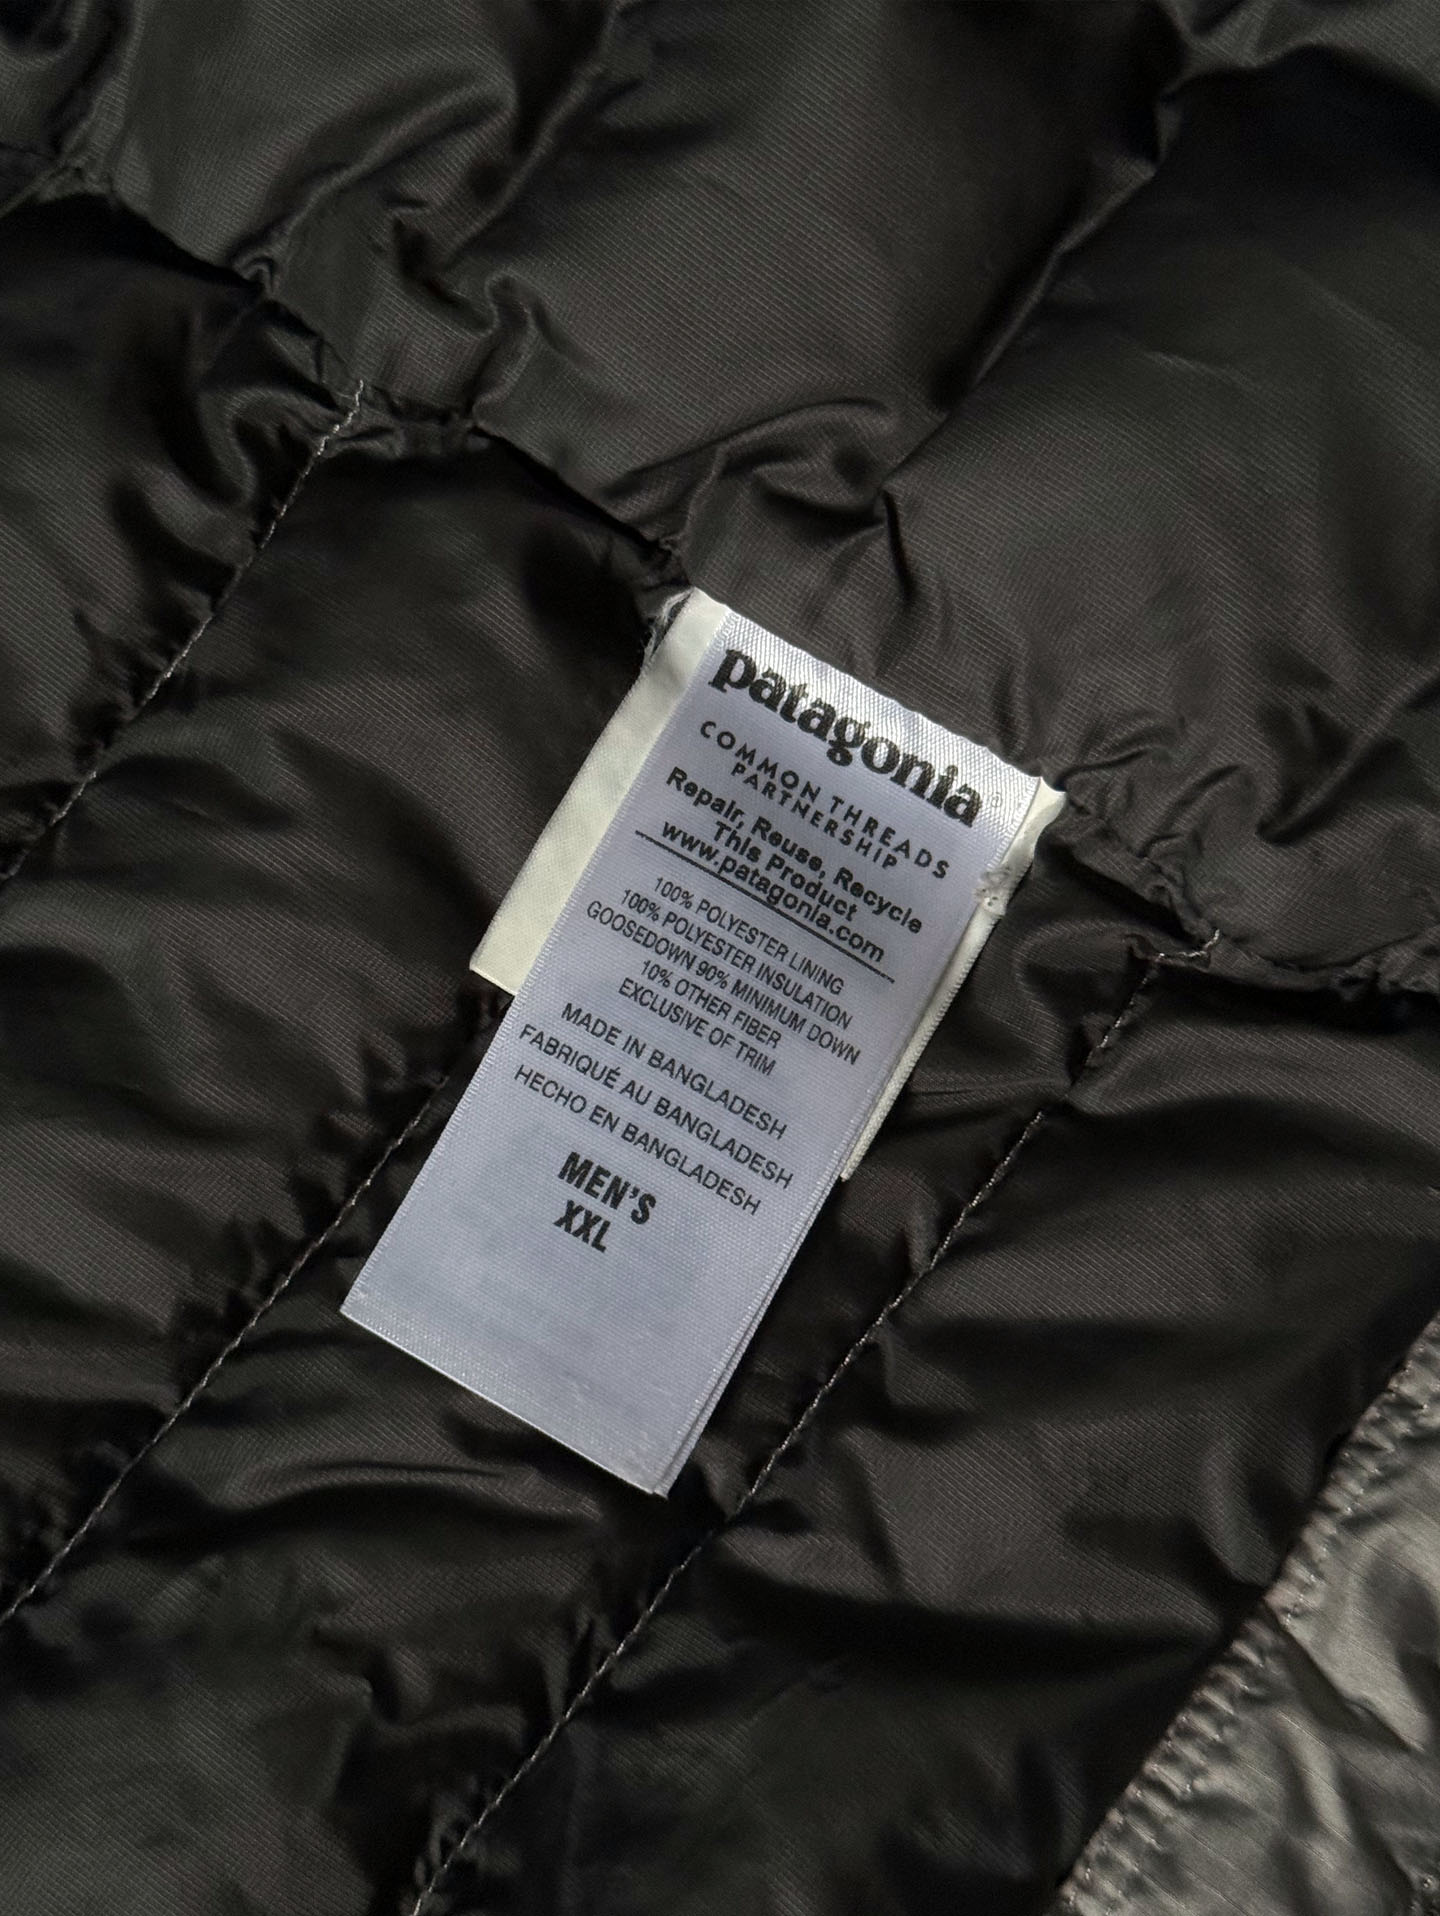 patagonia®
COMMON THREADS
PARTNERSHIP
Repair, Reuse, Recycle
This Product
www.patagonia.com
100% POLYESTER LINING
100% POLYESTER INSULATION
GOOSEDOWN 90% MINIMUM DOWN
10% OTHER FIBER
EXCLUSIVE OF TRIM
MADE IN BANGLADESH
FABRIQUÉ AU BANGLADESH
HECHO EN BANGLADESH
MEN'S
XXL